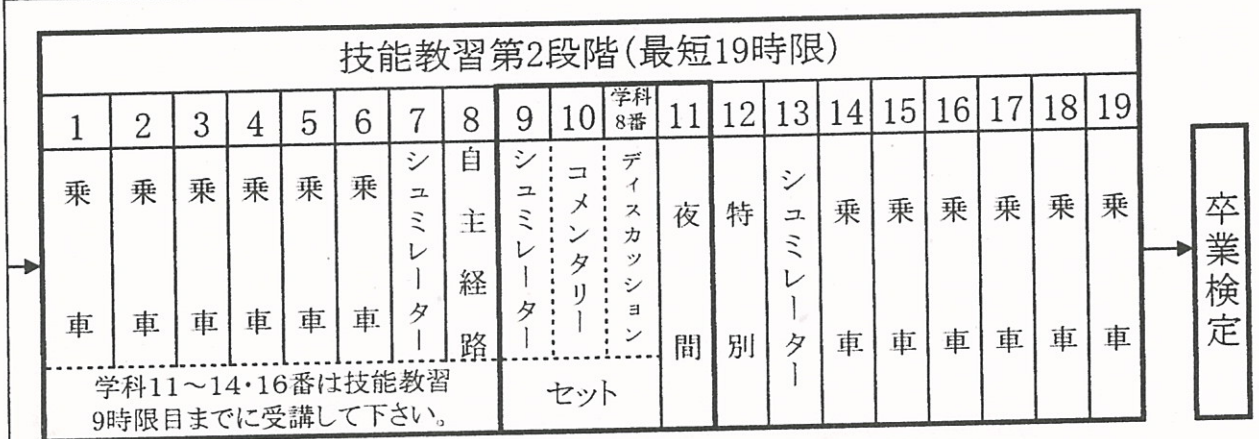 技能教習第2段階(最短19時限)
1 2 3 4 5 6 7 8 9 10 学科8番 11 12 13 14 15 16 17 18 19
乗車
乗車
乗車
乗車
乗車
乗車
シュミレーター
自主経路
シュミレーター
コメンタリー
ディスカッション
夜間
特別
シュミレーター
乗車
乗車
乗車
乗車
乗車
乗車
学科11～14・16番は技能教習
9時限目までに受講して下さい。
セット
卒業検定